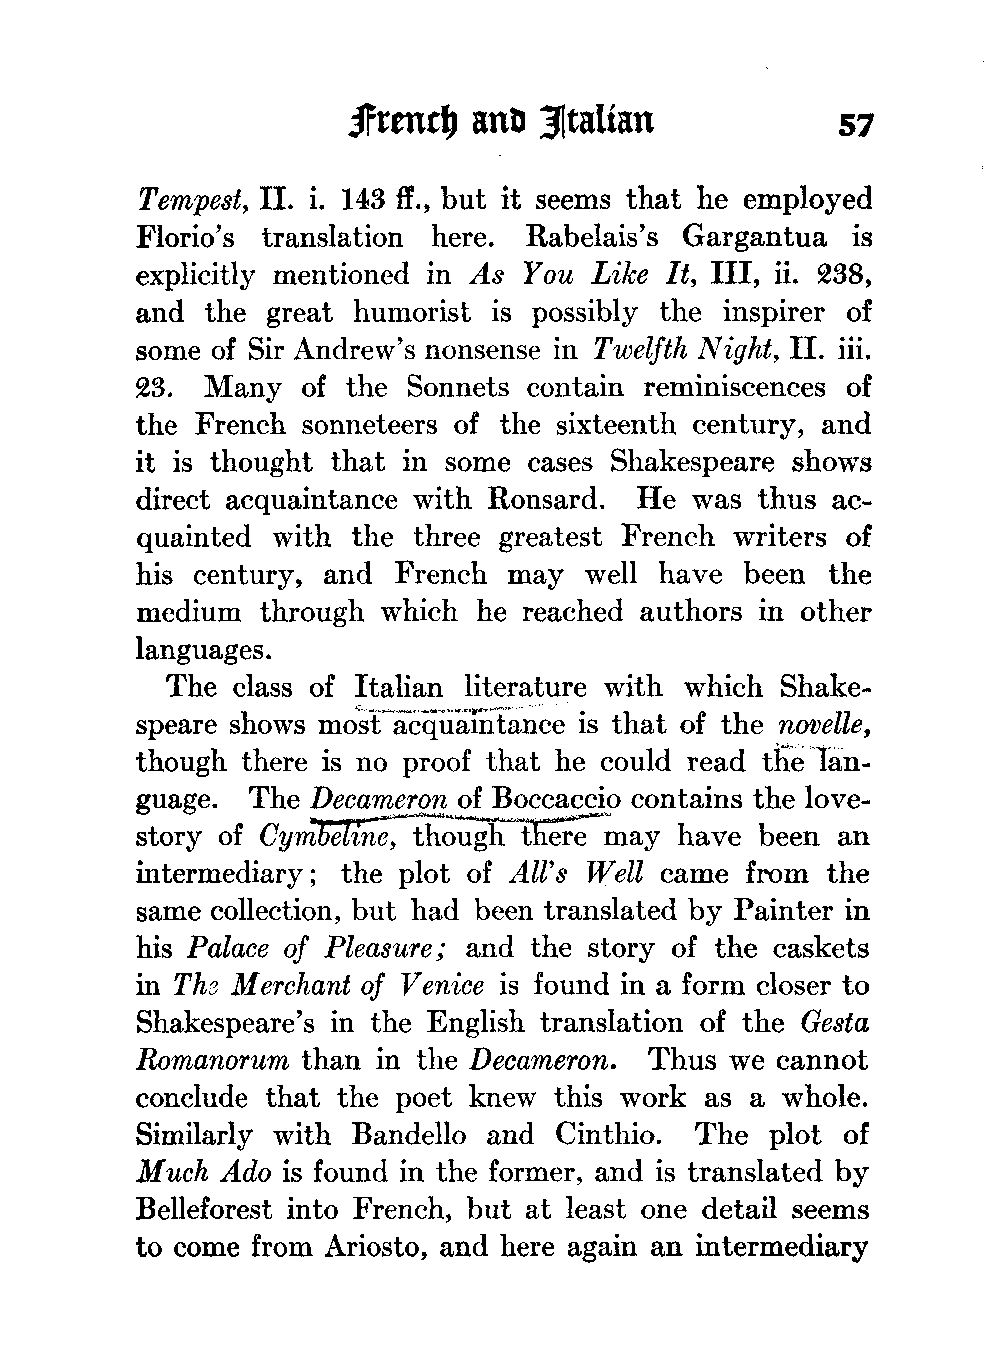 French and Italian 57
Tempest, II. i. 143 ff., but it seems that he employed
Florio's translation here. Rabelais's Gargantua is
explicitly mentioned in As You Like It, III, ii. 238,
and the great humorist is possibly the inspirer of
some of Sir Andrew's nonsense in Twelfth Night, II. iii.
23. Many of the Sonnets contain reminiscences of
the French sonneteers of the sixteenth century, and
it is thought that in some cases Shakespeare shows
direct acquaintance with Ronsard. He was thus ac-
quainted with the three greatest French writers of
his century, and French may well have been the
medium through which he reached authors in other
languages.
The class of Italian literature with which Shake-
speare shows most acquaintance is that of the novelle,
though there is no proof that he could read the lan-
guage. The Decameron of Boccaccio contains the love-
story of Cymbeline, though there may have been an
intermediary; the plot of All's Well came from the
same collection, but had been translated by Painter in
his Palace of Pleasure; and the story of the caskets
in The Merchant of Venice is found in a form closer to
Shakespeare's in the English translation of the Gesta
Romanorum than in the Decameron. Thus we cannot
conclude that the poet knew this work as a whole.
Similarly with Bandello and Cinthio. The plot of
Much Ado is found in the former, and is translated by
Belleforest into French, but at least one detail seems
to come from Ariosto, and here again an intermediary